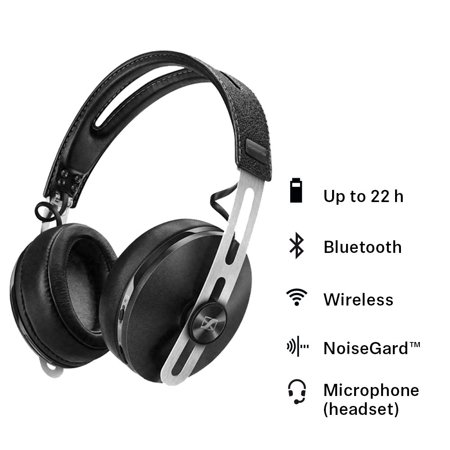 Up to 22 h
Bluetooth
Wireless
NoiseGard™
Microphone
(headset)